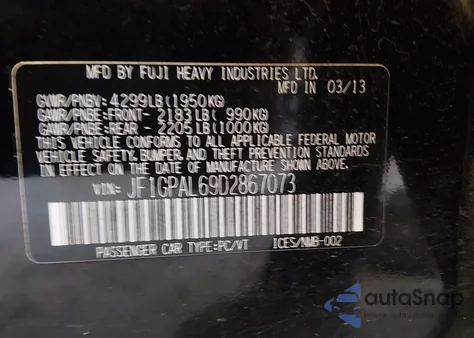 MFD BY FUJI HEAVY INDUSTRIES LTD.
MFD IN 03/13
GVWR/PNBV: 4299LB(1950KG)
GAWR/PNBE:FRONT- 2183LB( 990KG)
GAWR/PNBE:REAR - 2205LB(1000KG)
THIS VEHICLE CONFORMS TO ALL APPLICABLE FEDERAL MOTOR
VEHICLE SAFETY, BUMPER, AND THEFT PREVENTION STANDARDS
IN EFFECT ON THE DATE OF MANUFACTURE SHOWN ABOVE.
VIN: JF1GPAL69D2867073
PASSENGER CAR TYPE:PC/VT ICES/NMB-002
autaSnap